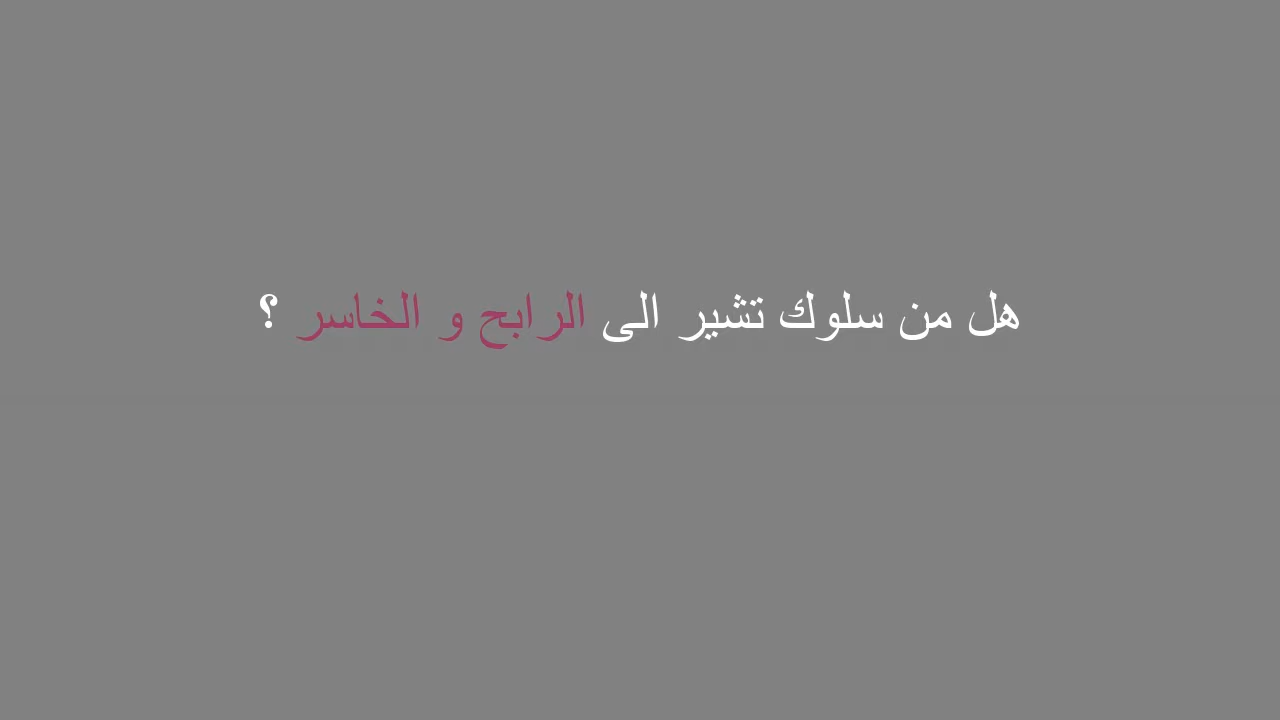 هل من سلوك تشير الى الرابح و الخاسر ؟